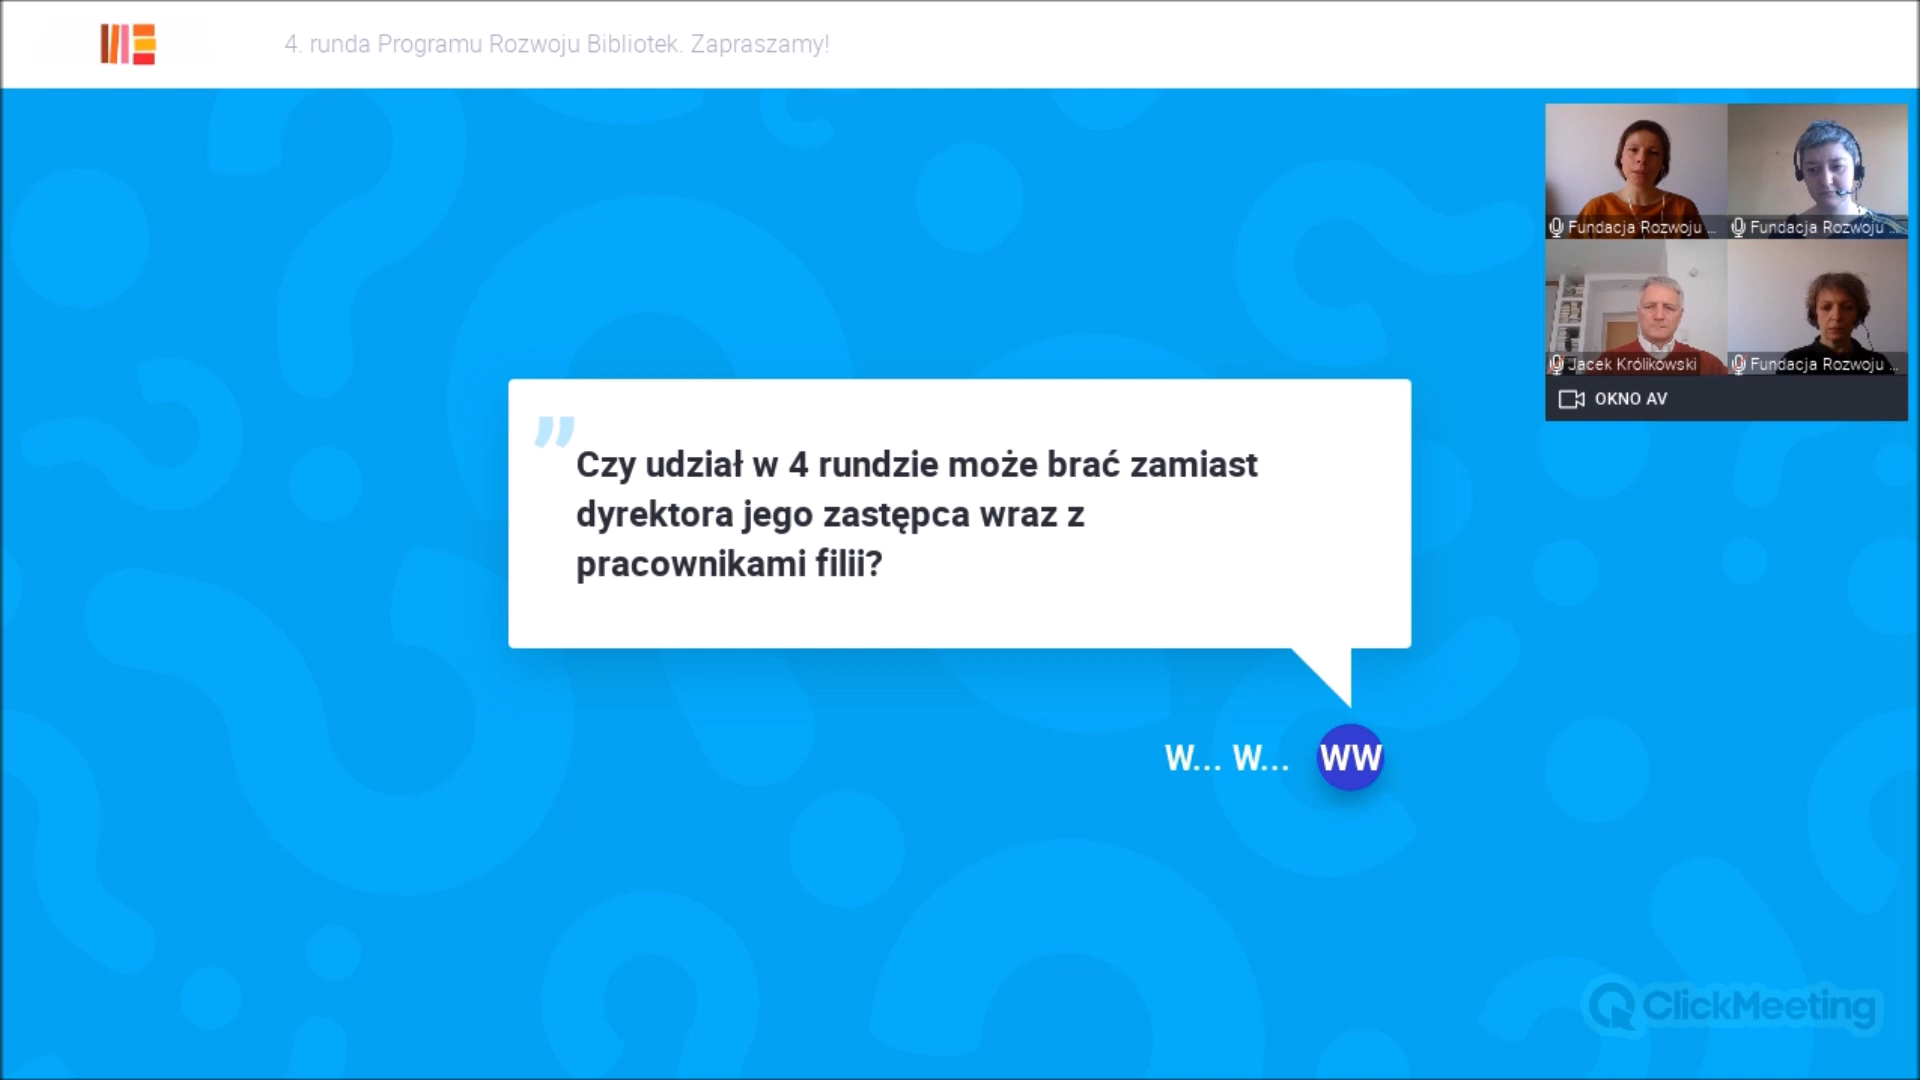 4. runda Programu Rozwoju Bibliotek. Zapraszamy!
Fundacja Rozwoju ...
Fundacja Rozwoju ...
Jacek Królikowski
Fundacja Rozwoju ...
OKNO AV
”
Czy udział w 4 rundzie może brać zamiast
dyrektora jego zastępca wraz z
pracownikami filii?
W... W...
WW
ClickMeeting